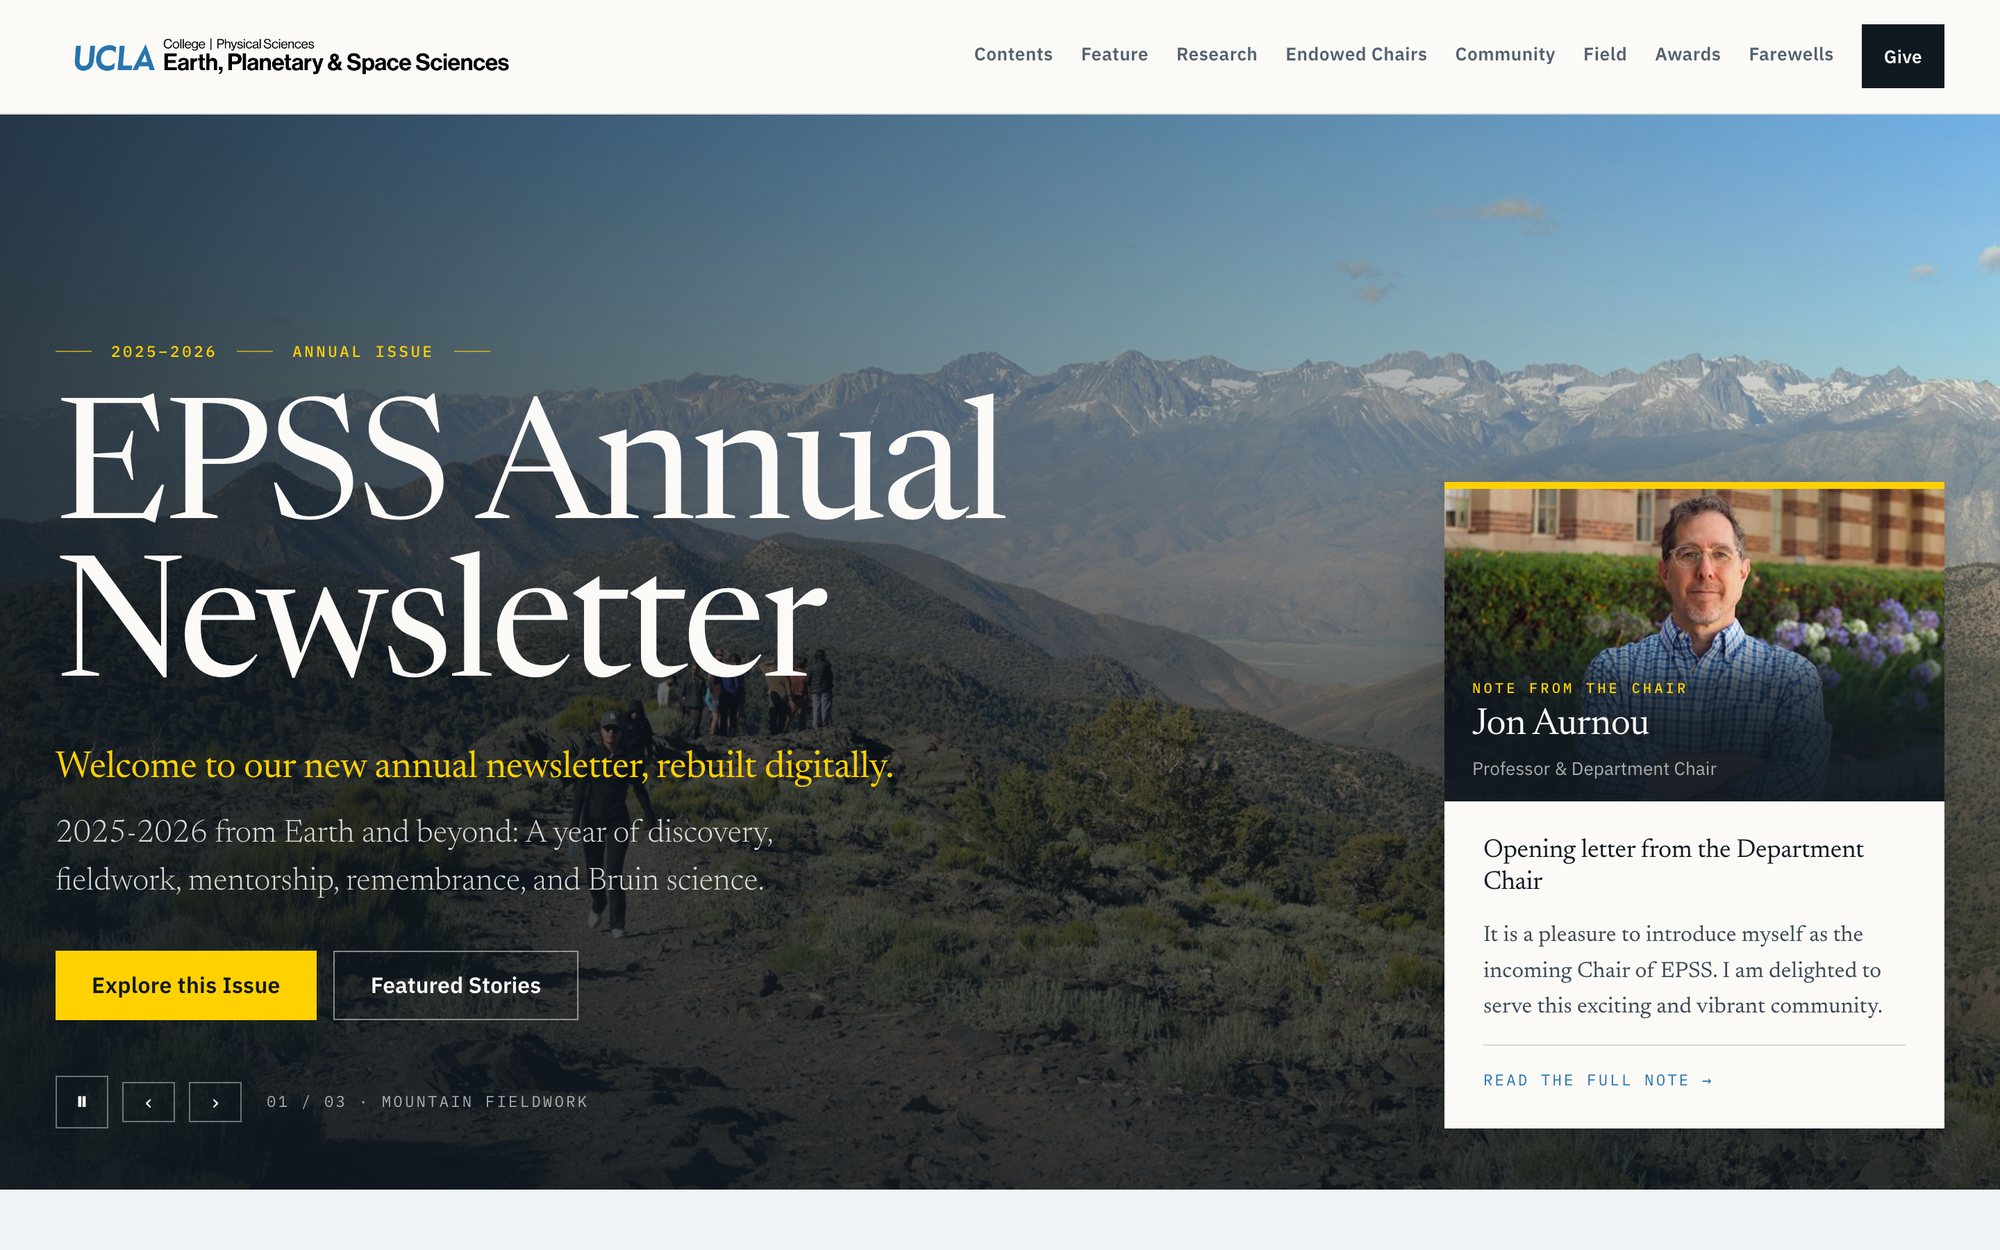 UCLA College | Physical Sciences
Earth, Planetary & Space Sciences
Contents Feature Research Endowed Chairs Community Field Awards Farewells Give
2025–2026 ANNUAL ISSUE
EPSS Annual
Newsletter
Welcome to our new annual newsletter, rebuilt digitally.
2025-2026 from Earth and beyond: A year of discovery,
fieldwork, mentorship, remembrance, and Bruin science.
Explore this Issue Featured Stories
‹ › 01 / 03 · MOUNTAIN FIELDWORK
NOTE FROM THE CHAIR
Jon Aurnou
Professor & Department Chair
Opening letter from the Department
Chair
It is a pleasure to introduce myself as the
incoming Chair of EPSS. I am delighted to
serve this exciting and vibrant community.
READ THE FULL NOTE →